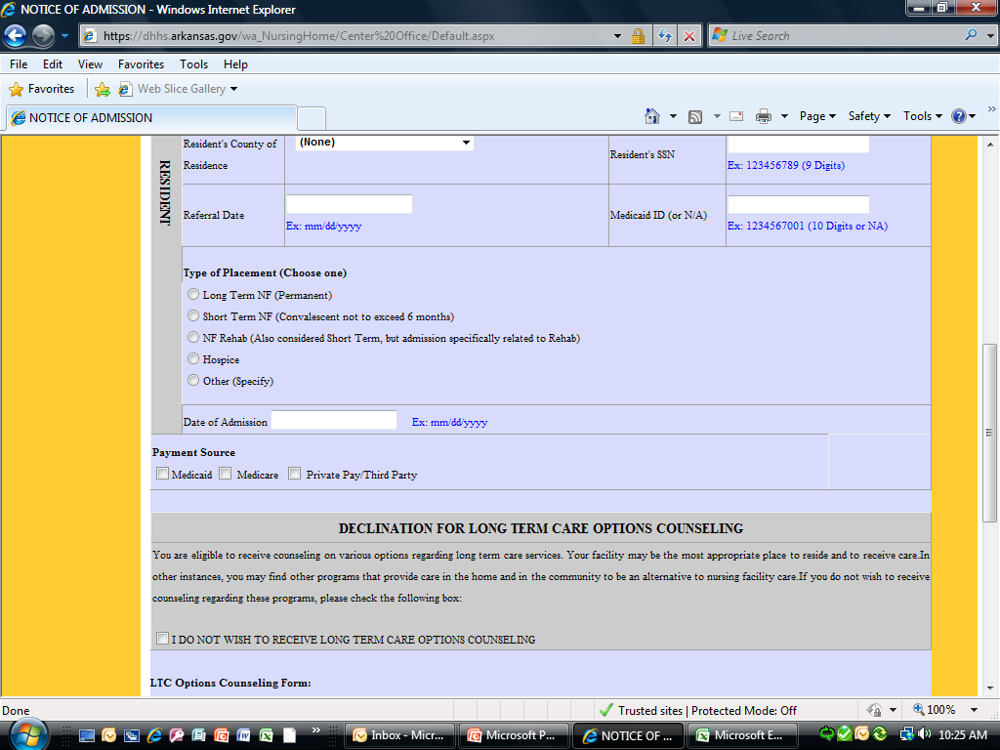 NOTICE OF ADMISSION - Windows Internet Explorer
https://dhhs.arkansas.gov/wa_NursingHome/Center%20Office/Default.aspx
Live Search
File Edit View Favorites Tools Help
Favorites Web Slice Gallery
NOTICE OF ADMISSION
Page Safety Tools
RESIDENT
Resident's County of Residence
(None)
Resident's SSN
Ex: 123456789 (9 Digits)
Referral Date
Ex: mm/dd/yyyy
Medicaid ID (or N/A)
Ex: 1234567001 (10 Digits or NA)
Type of Placement (Choose one)
Long Term NF (Permanent)
Short Term NF (Convalescent not to exceed 6 months)
NF Rehab (Also considered Short Term, but admission specifically related to Rehab)
Hospice
Other (Specify)
Date of Admission Ex: mm/dd/yyyy
Payment Source
Medicaid Medicare Private Pay/Third Party
DECLINATION FOR LONG TERM CARE OPTIONS COUNSELING
You are eligible to receive counseling on various options regarding long term care services. Your facility may be the most appropriate place to reside and to receive care.In
other instances, you may find other programs that provide care in the home and in the community to be an alternative to nursing facility care.If you do not wish to receive
counseling regarding these programs, please check the following box:
I DO NOT WISH TO RECEIVE LONG TERM CARE OPTIONS COUNSELING
LTC Options Counseling Form:
Done Trusted sites | Protected Mode: Off 100%
Inbox - Micr... Microsoft P... NOTICE OF ... Microsoft E... 10:25 AM